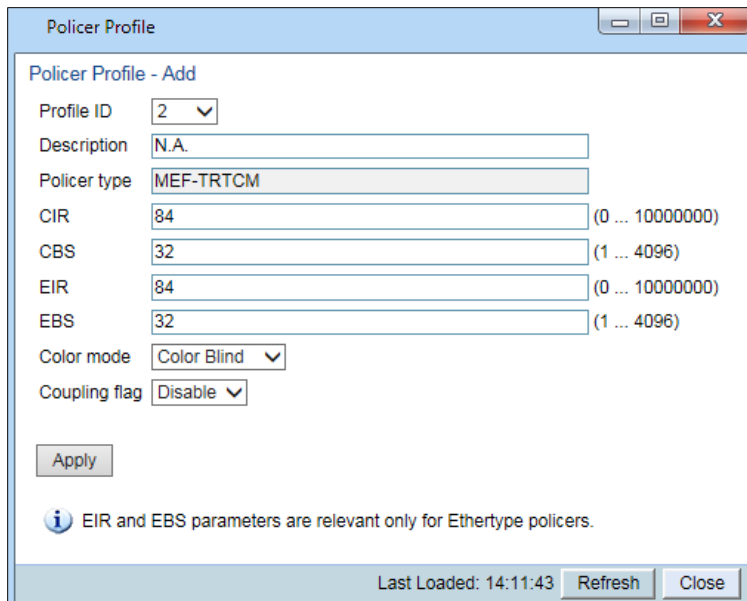 Policer Profile
Policer Profile - Add
Profile ID 2
Description N.A.
Policer type MEF-TRTCM
CIR 84 (0 ... 10000000)
CBS 32 (1 ... 4096)
EIR 84 (0 ... 10000000)
EBS 32 (1 ... 4096)
Color mode Color Blind
Coupling flag Disable
Apply
EIR and EBS parameters are relevant only for Ethertype policers.
Last Loaded: 14:11:43 Refresh Close